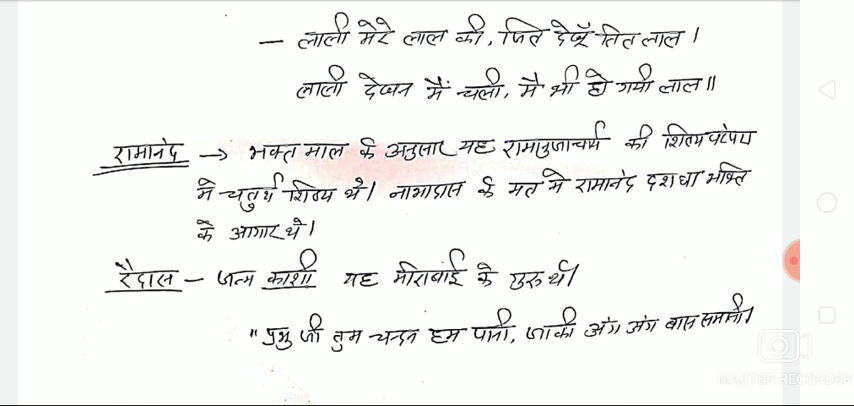 — लाली मेरे लाल की, जित देखूँ तित लाल।
लाली देखन मैं चली, मै भी हो गयी लाल॥
रामानंद → भक्त माल के अनुसार यह रामानुजाचार्य की शिष्य परंपरा
मे चतुर्थ शिष्य थे। नाभादास के मत मे रामानंद दशधा भक्ति
के आगार थे।
रैदास - जन्म काशी यह मीराबाई के गुरु थे।
"प्रभु जी तुम चन्दन हम पानी, जाकी अंग अंग बास समानी।
MASTER RECORDER